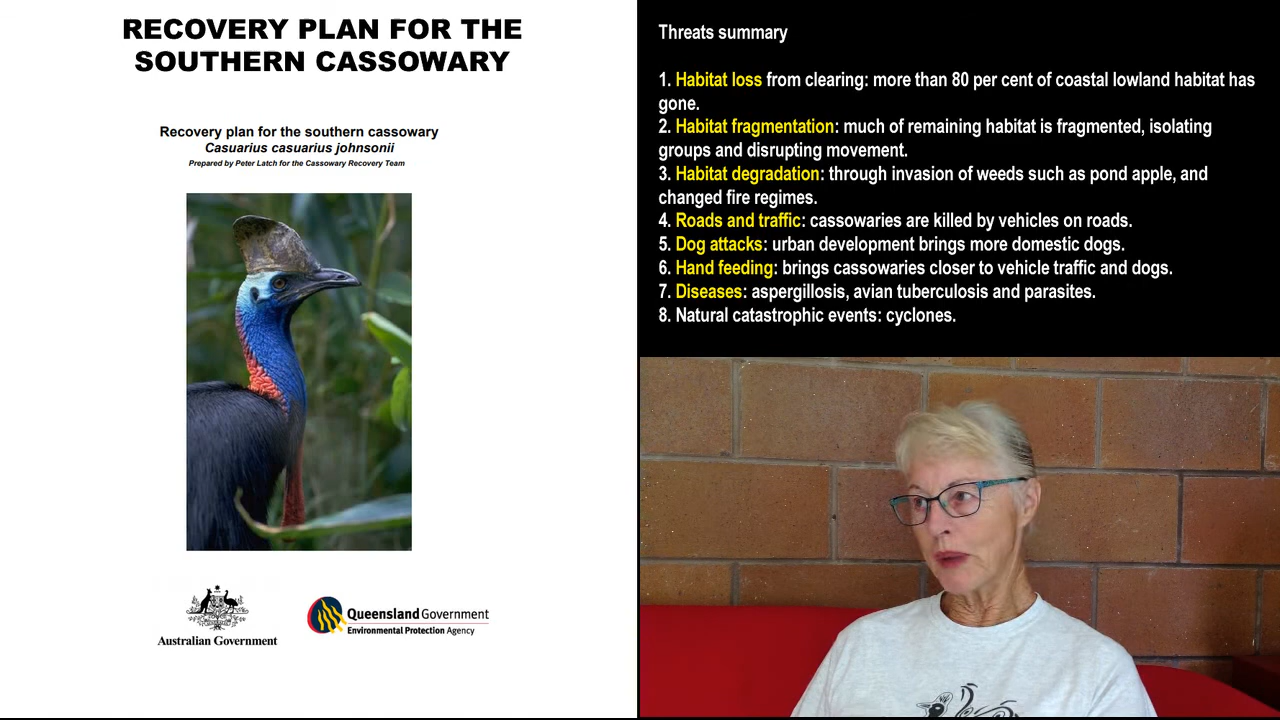 RECOVERY PLAN FOR THE
SOUTHERN CASSOWARY
Recovery plan for the southern cassowary
Casuarius casuarius johnsonii
Prepared by Peter Latch for the Cassowary Recovery Team
Australian Government
Queensland Government
Environmental Protection Agency
Threats summary
1. Habitat loss from clearing: more than 80 per cent of coastal lowland habitat has
gone.
2. Habitat fragmentation: much of remaining habitat is fragmented, isolating
groups and disrupting movement.
3. Habitat degradation: through invasion of weeds such as pond apple, and
changed fire regimes.
4. Roads and traffic: cassowaries are killed by vehicles on roads.
5. Dog attacks: urban development brings more domestic dogs.
6. Hand feeding: brings cassowaries closer to vehicle traffic and dogs.
7. Diseases: aspergillosis, avian tuberculosis and parasites.
8. Natural catastrophic events: cyclones.